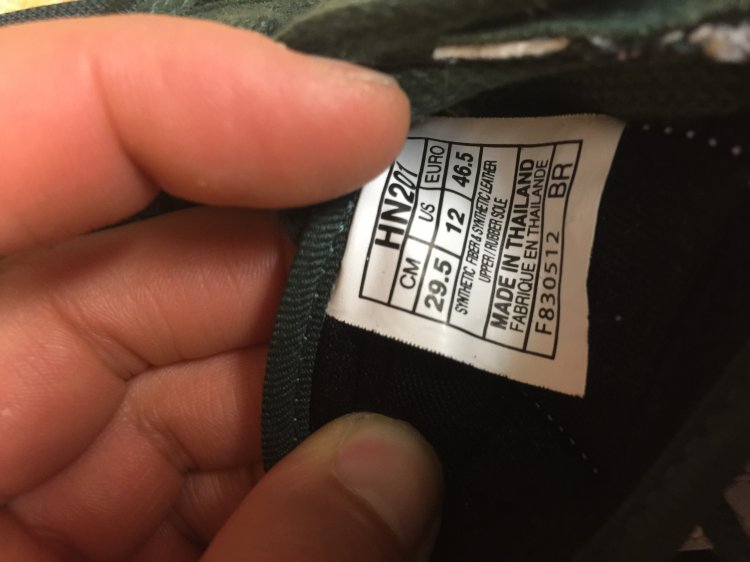 HN201
CM US EURO
29.5 12 46.5
SYNTHETIC FIBER & SYNTHETIC LEATHER
UPPER / RUBBER SOLE
MADE IN THAILAND
FABRIQUE EN THAILANDE
F830512 BR